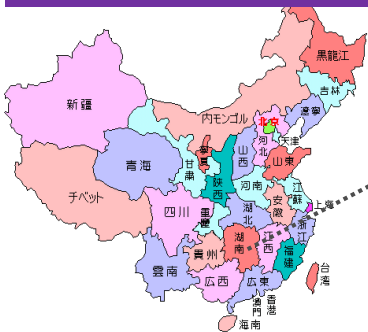 黒龍江
吉林
遼寧
内モンゴル
北京
天津
河北
新疆
山西
山東
寧夏
甘粛
青海
陕西
河南
江蘇
チベット
安徽
上海
四川
重慶
湖北
浙江
湖南
江西
貴州
福建
雲南
広西
広東
台湾
香港
澳門
海南